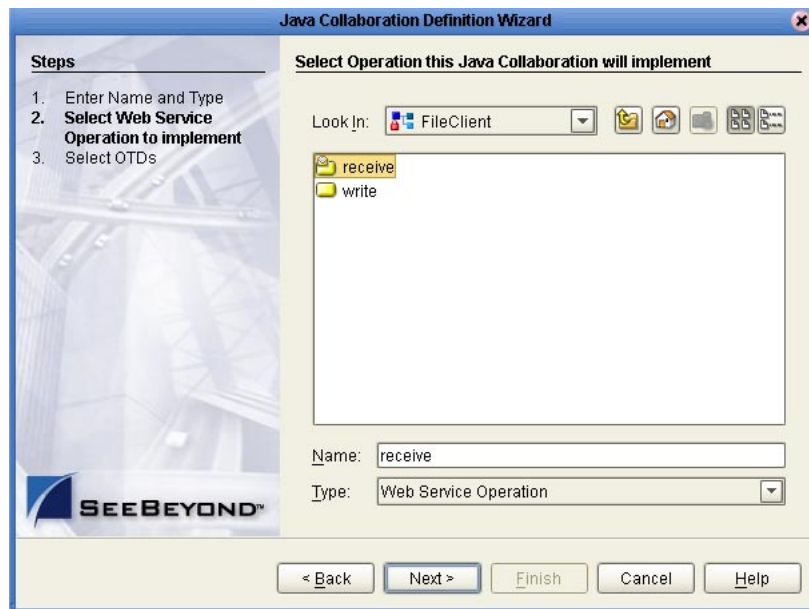 Java Collaboration Definition Wizard
Steps
1. Enter Name and Type
2. Select Web Service
Operation to implement
3. Select OTDs
SEEBEYOND™
Select Operation this Java Collaboration will implement
Look In: FileClient
receive
write
Name: receive
Type: Web Service Operation
< Back Next > Finish Cancel Help